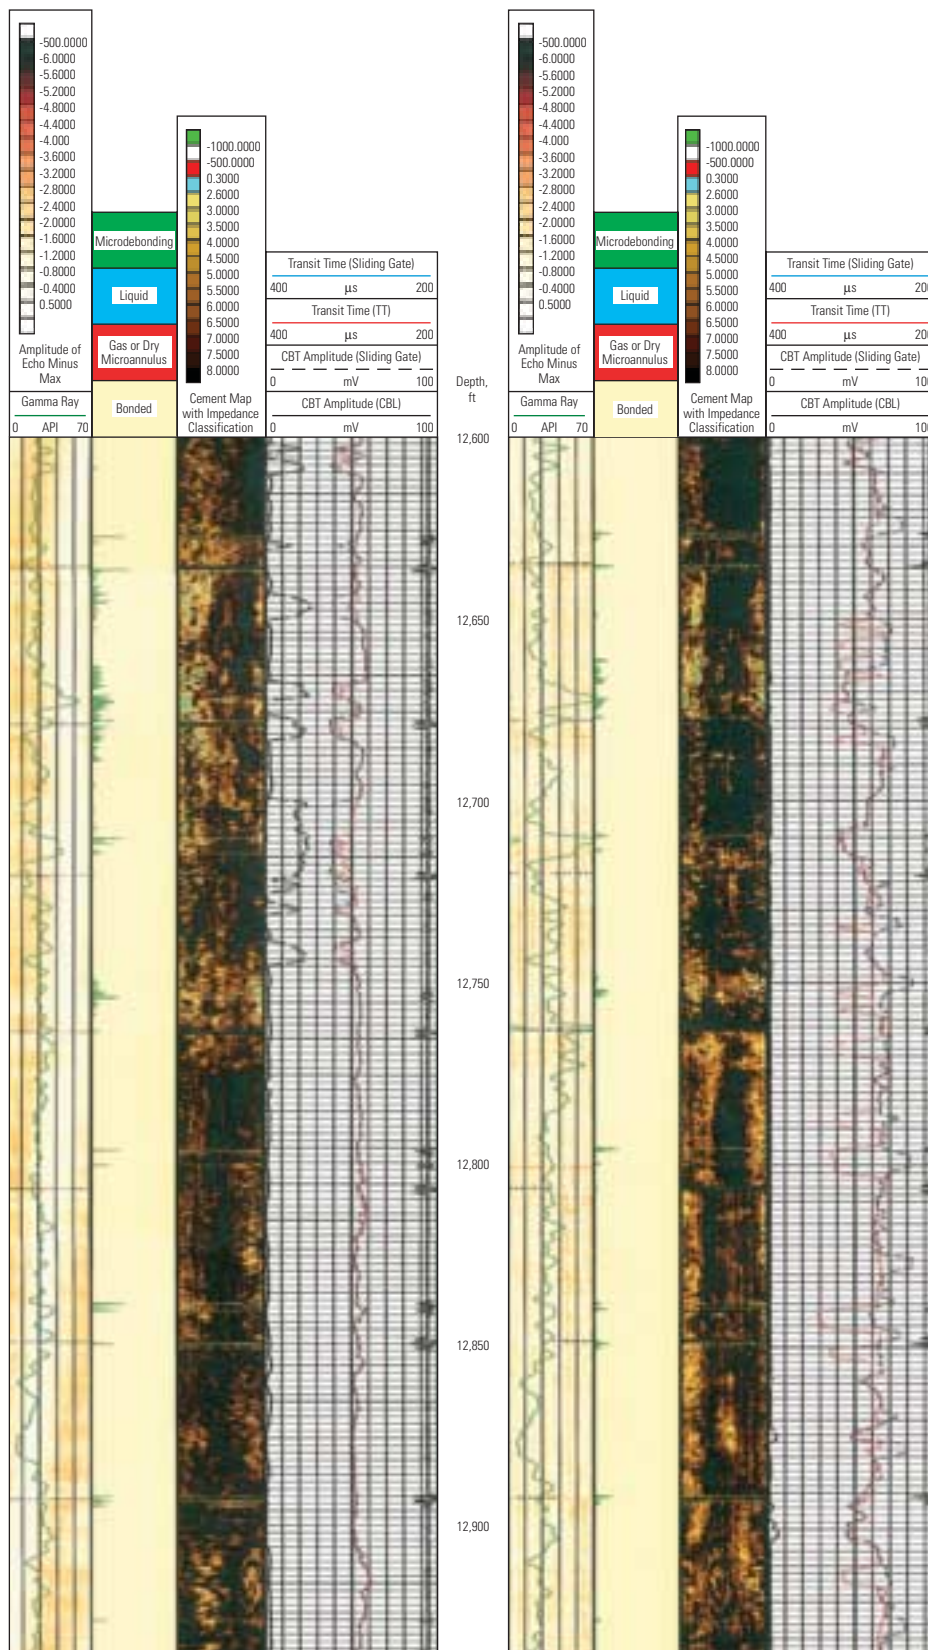 -500.0000
-6.0000
-5.6000
-5.2000
-4.8000
-4.4000
-4.000
-3.6000
-3.2000
-2.8000
-2.4000
-2.0000
-1.6000
-1.2000
-0.8000
-0.4000
0.5000
Amplitude of
Echo Minus
Max
Gamma Ray
0 API 70
Microdebonding
Liquid
Gas or Dry
Microannulus
Bonded
-1000.0000
-500.0000
0.3000
2.6000
3.0000
3.5000
4.0000
4.5000
5.0000
5.5000
6.0000
6.5000
7.0000
7.5000
8.0000
Cement Map
with Impedance
Classification
Transit Time (Sliding Gate)
400 µs 200
Transit Time (TT)
400 µs 200
CBT Amplitude (Sliding Gate)
0 mV 100
CBT Amplitude (CBL)
0 mV 100
Depth,
ft
12,600
12,650
12,700
12,750
12,800
12,850
12,900
-500.0000
-6.0000
-5.6000
-5.2000
-4.8000
-4.4000
-4.000
-3.6000
-3.2000
-2.8000
-2.4000
-2.0000
-1.6000
-1.2000
-0.8000
-0.4000
0.5000
Amplitude of
Echo Minus
Max
Gamma Ray
0 API 70
Microdebonding
Liquid
Gas or Dry
Microannulus
Bonded
-1000.0000
-500.0000
0.3000
2.6000
3.0000
3.5000
4.0000
4.5000
5.0000
5.5000
6.0000
6.5000
7.0000
7.5000
8.0000
Cement Map
with Impedance
Classification
Transit Time (Sliding Gate)
400 µs 200
Transit Time (TT)
400 µs 200
CBT Amplitude (Sliding Gate)
0 mV 100
CBT Amplitude (CBL)
0 mV 100